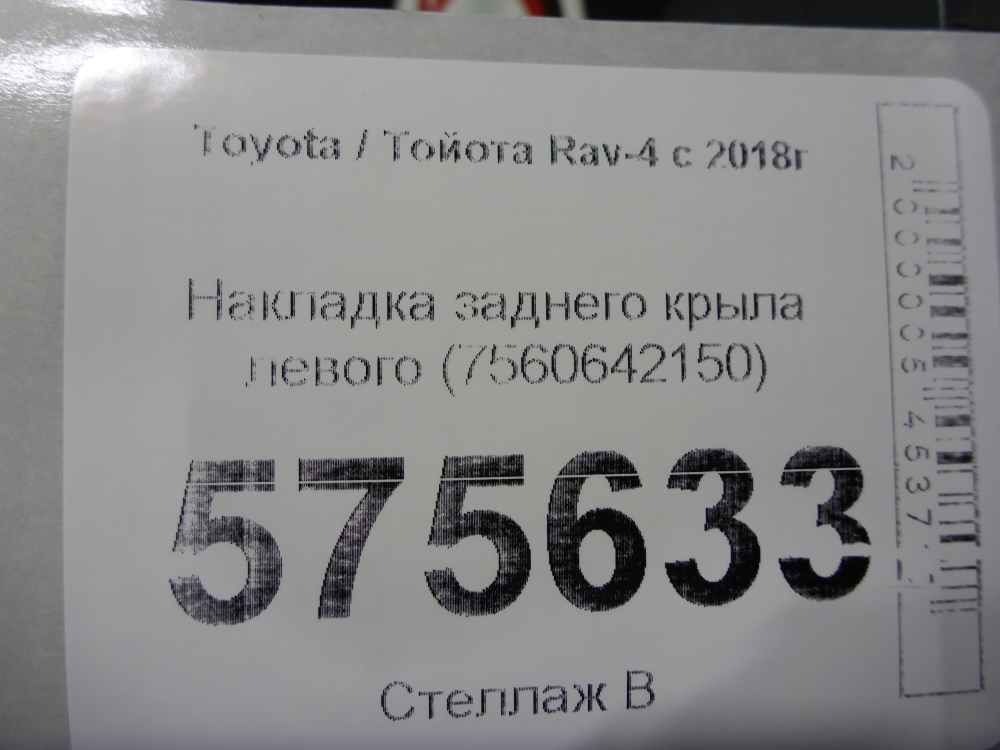 Toyota / Тойота Rav-4 с 2018г
Накладка заднего крыла
левого (7560642150)
575633
Стеллаж В